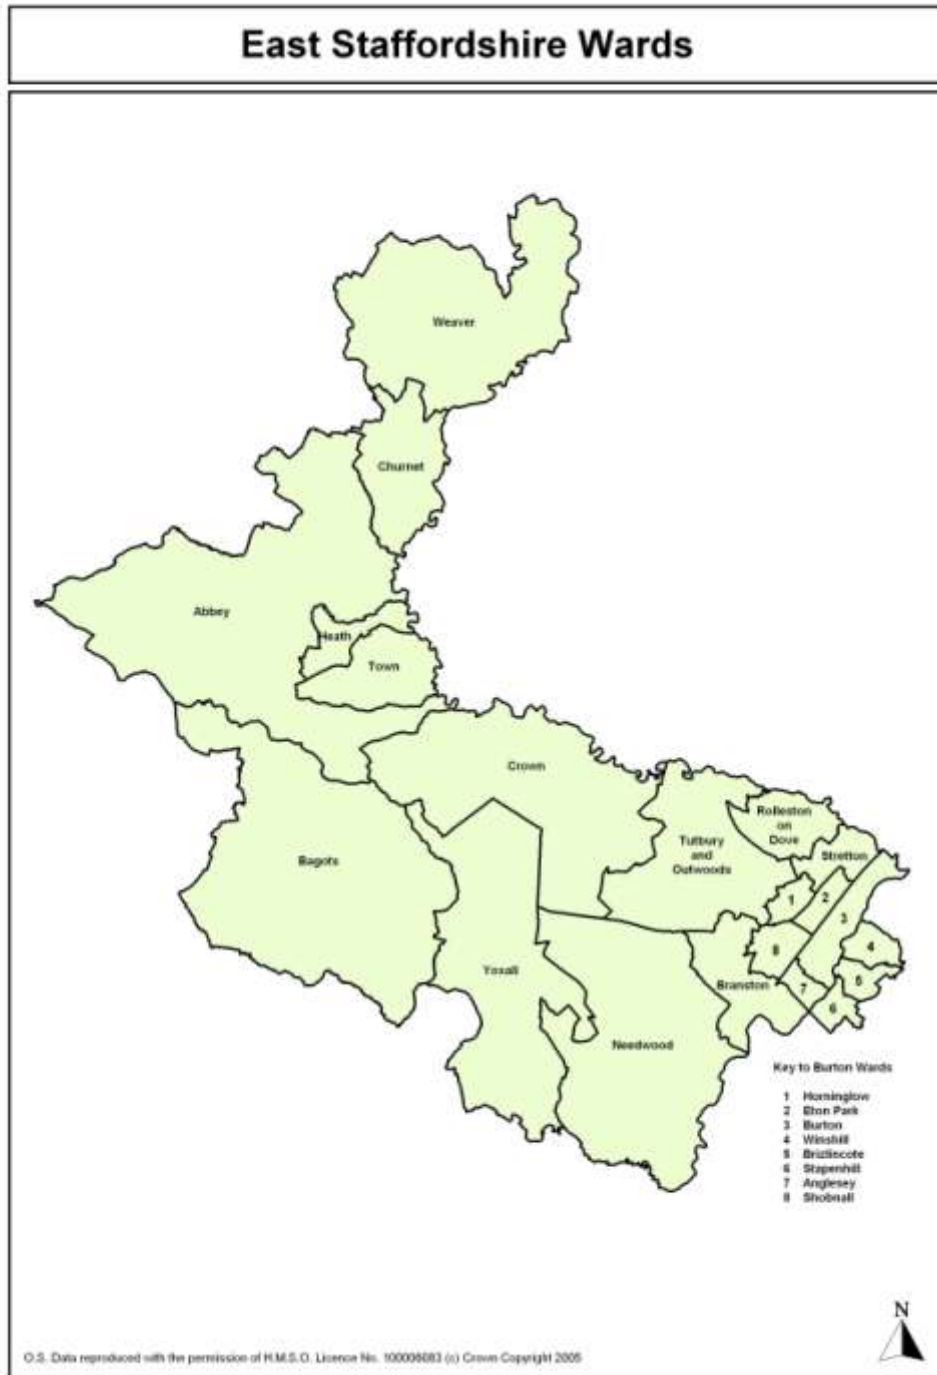 East Staffordshire Wards
Weaver
Churnet
Abbey
Heath
Town
Crown
Rolleston
on
Dove
Tutbury
and
Outwoods
Stretton
Bagots
1
2
3
4
5
6
7
8
Yoxall
Branston
Needwood
Key to Burton Wards
1 Horninglow
2 Eton Park
3 Burton
4 Winshill
5 Brizlincote
6 Stapenhill
7 Anglesey
8 Shobnall
N
O.S. Data reproduced with the permission of H.M.S.O. Licence No. 100006083 (c) Crown Copyright 2005